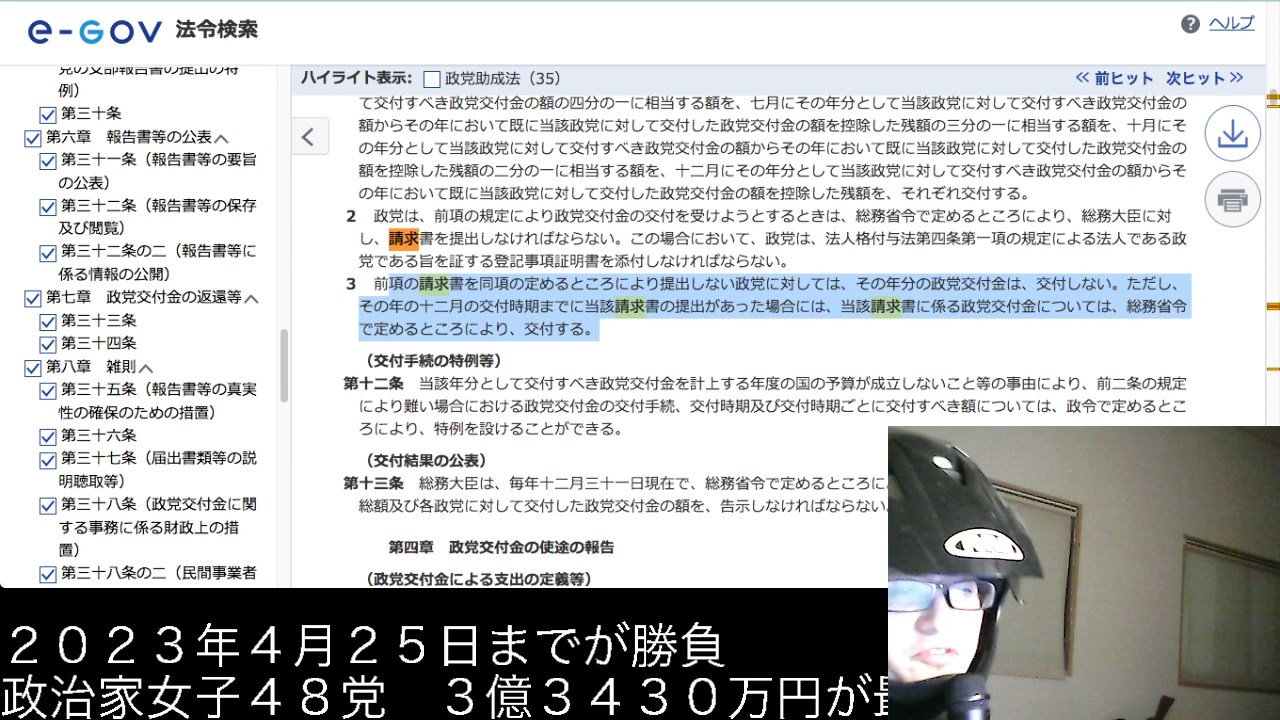 e-GOV 法令検索
ヘルプ
党の支部報告書の提出の特
例）
第三十条
第六章　報告書等の公表
第三十一条（報告書等の要旨
の公表）
第三十二条（報告書等の保存
及び閲覧）
第三十二条の二（報告書等に
係る情報の公開）
第七章　政党交付金の返還等
第三十三条
第三十四条
第八章　雑則
第三十五条（報告書等の真実
性の確保のための措置）
第三十六条
第三十七条（届出書類等の説
明聴取等）
第三十八条（政党交付金に関
する事務に係る財政上の措
置）
第三十八条の二（民間事業者
ハイライト表示: 政党助成法（35） 前ヒット 次ヒット
て交付すべき政党交付金の額の四分の一に相当する額を、七月にその年分として当該政党に対して交付すべき政党交付金の
額からその年において既に当該政党に対して交付した政党交付金の額を控除した残額の三分の一に相当する額を、十月にそ
の年分として当該政党に対して交付すべき政党交付金の額からその年において既に当該政党に対して交付した政党交付金の
額を控除した残額の二分の一に相当する額を、十二月にその年分として当該政党に対して交付すべき政党交付金の額からそ
の年において既に当該政党に対して交付した政党交付金の額を控除した残額を、それぞれ交付する。
2　政党は、前項の規定により政党交付金の交付を受けようとするときは、総務省令で定めるところにより、総務大臣に対
し、請求書を提出しなければならない。この場合において、政党は、法人格付与法第四条第一項の規定による法人である政
党である旨を証する登記事項証明書を添付しなければならない。
3　前項の請求書を同項の定めるところにより提出しない政党に対しては、その年分の政党交付金は、交付しない。ただし、
その年の十二月の交付時期までに当該請求書の提出があった場合には、当該請求書に係る政党交付金については、総務省令
で定めるところにより、交付する。
（交付手続の特例等）
第十二条　当該年分として交付すべき政党交付金を計上する年度の国の予算が成立しないこと等の事由により、前二条の規定
により難い場合における政党交付金の交付手続、交付時期及び交付時期ごとに交付すべき額については、政令で定めるとこ
ろにより、特例を設けることができる。
（交付結果の公表）
第十三条　総務大臣は、毎年十二月三十一日現在で、総務省令で定めるところに
総額及び各政党に対して交付した政党交付金の額を、告示しなければならない
第四章　政党交付金の使途の報告
（政党交付金による支出の定義等）
２０２３年４月２５日までが勝負
政治家女子４８党　３億３４３０万円が